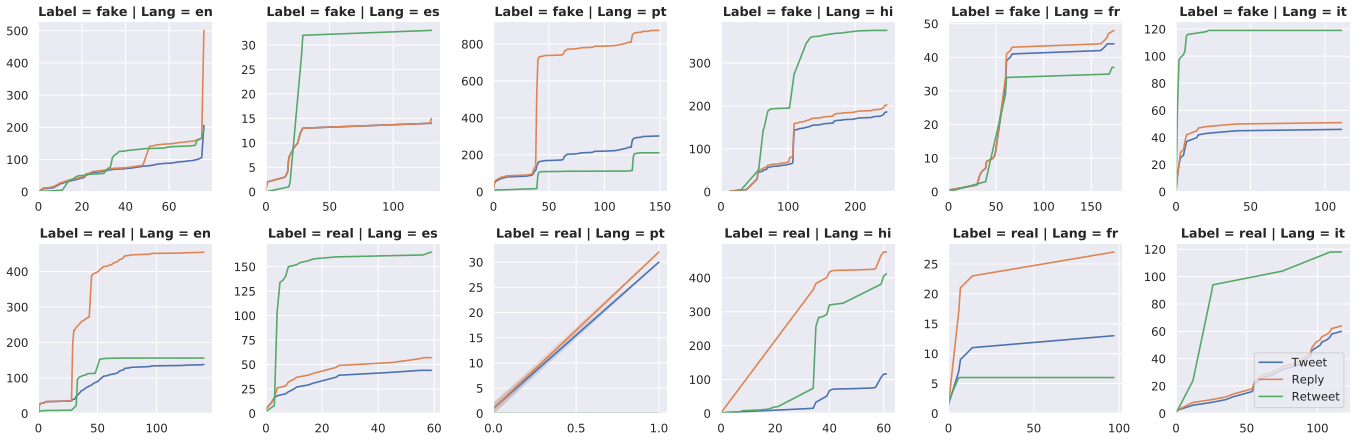 Label = fake | Lang = en
500
400
300
200
100
0
0 20 40 60
Label = fake | Lang = es
30
25
20
15
10
5
0
0 50 100
Label = fake | Lang = pt
800
600
400
200
0
0 50 100 150
Label = fake | Lang = hi
300
200
100
0
0 100 200
Label = fake | Lang = fr
50
40
30
20
10
0
0 50 100 150
Label = fake | Lang = it
120
100
80
60
40
20
0
0 50 100
Label = real | Lang = en
400
300
200
100
0
0 50 100
Label = real | Lang = es
150
125
100
75
50
25
0
0 20 40 60
Label = real | Lang = pt
30
25
20
15
10
5
0
0.0 0.5 1.0
Label = real | Lang = hi
400
300
200
100
0
0 20 40 60
Label = real | Lang = fr
25
20
15
10
5
0
0 50 100
Label = real | Lang = it
120
100
80
60
40
20
0
0 50 100
Tweet
Reply
Retweet